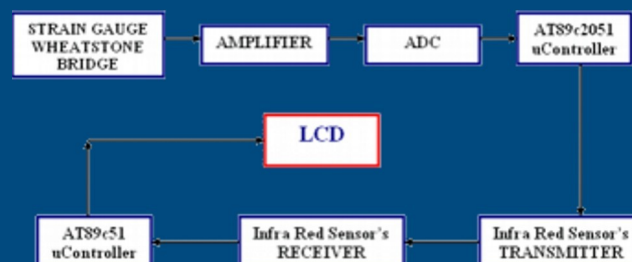 STRAIN GAUGE
WHEATSTONE
BRIDGE
AMPLIFIER
ADC
AT89c2051
uController
LCD
AT89c51
uController
Infra Red Sensor's
RECEIVER
Infra Red Sensor's
TRANSMITTER